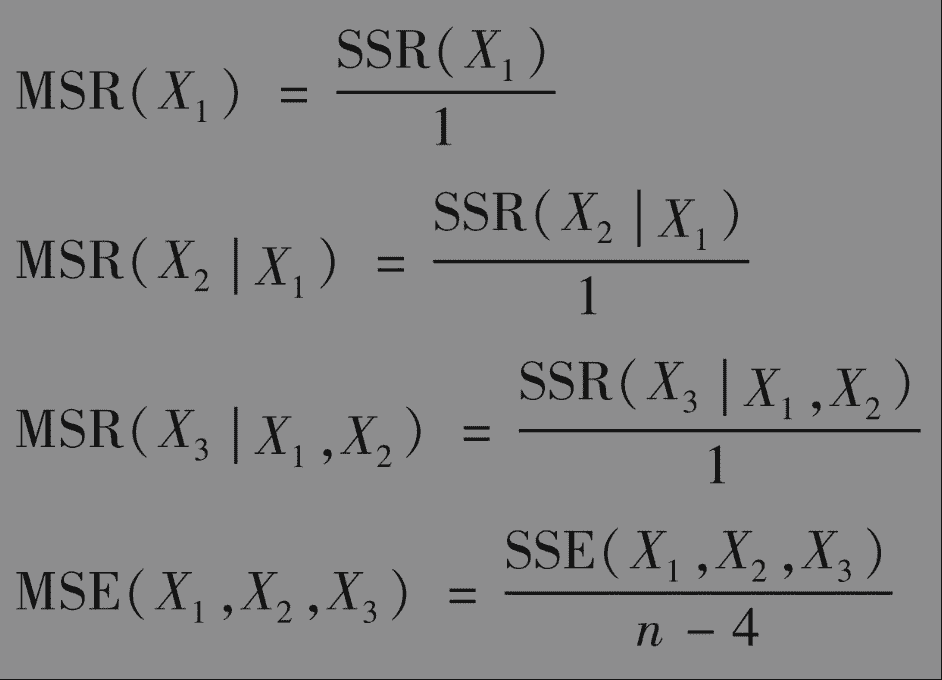 MSR(X₁) = SSR(X₁)/1
MSR(X₂|X₁) = SSR(X₂|X₁)/1
MSR(X₃|X₁,X₂) = SSR(X₃|X₁,X₂)/1
MSE(X₁,X₂,X₃) = SSE(X₁,X₂,X₃)/(n − 4)